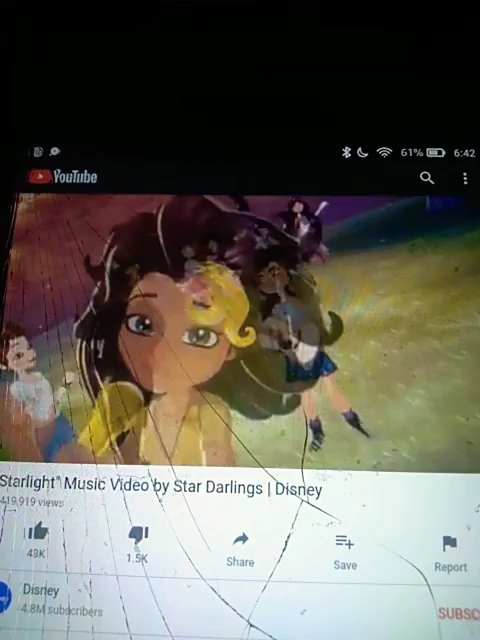 61% 6:42
YouTube
Starlight" Music Video by Star Darlings | Disney
419,919 views
1.5K
Share
Save
Report
Disney
4.8M subscribers
SUBSC